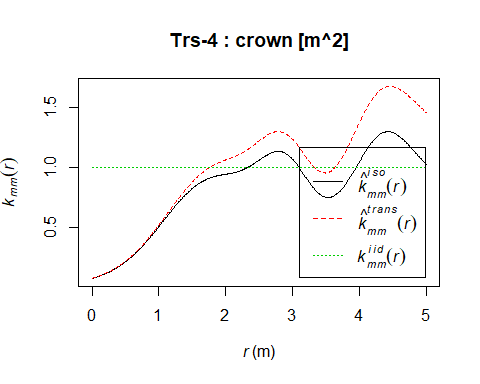 Trs-4 : crown [m^2]
k_mm(r)
1.5
1.0
0.5
k̂_mm^iso(r)
k̂_mm^trans(r)
k_mm^iid(r)
0 1 2 3 4 5
r (m)